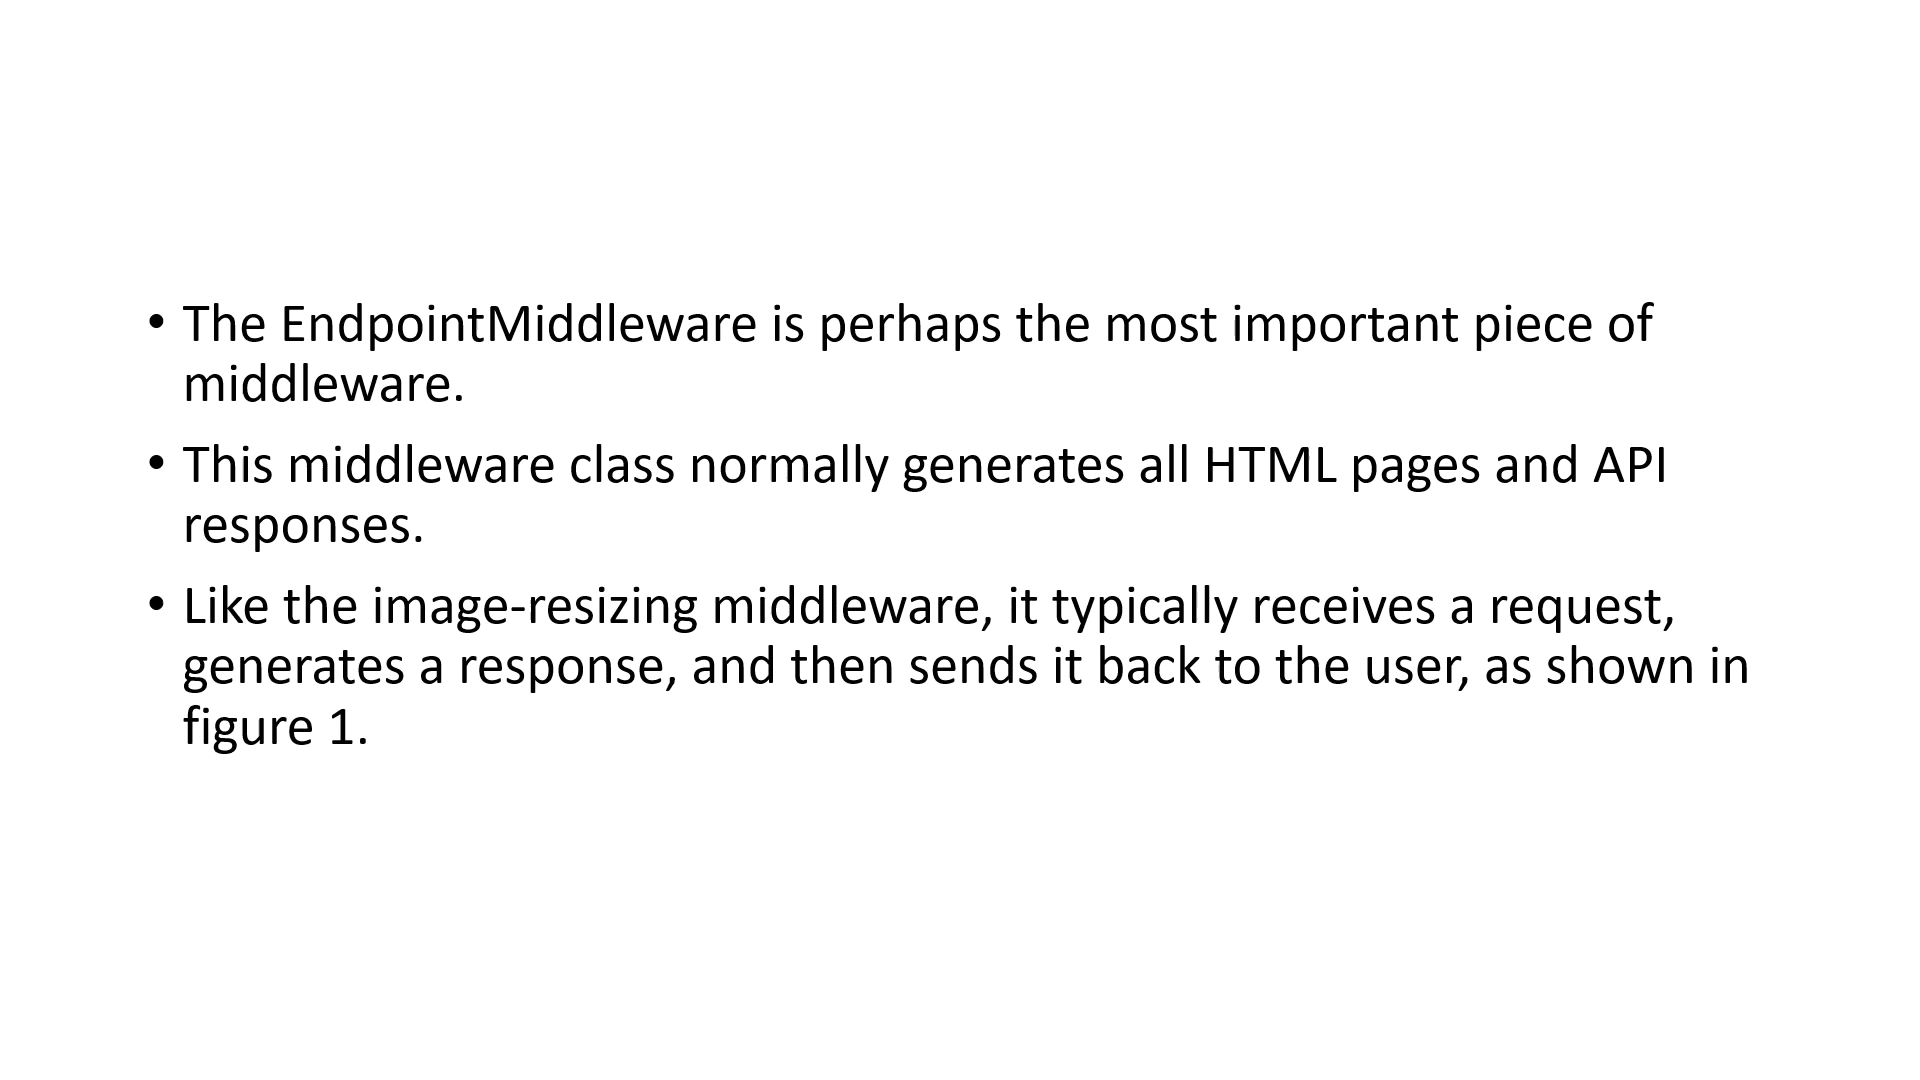 • The EndpointMiddleware is perhaps the most important piece of
middleware.
• This middleware class normally generates all HTML pages and API
responses.
• Like the image-resizing middleware, it typically receives a request,
generates a response, and then sends it back to the user, as shown in
figure 1.